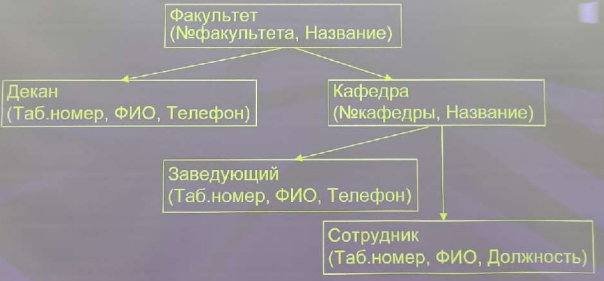 Факультет
(№факультета, Название)
Декан
(Таб.номер, ФИО, Телефон)
Кафедра
(№кафедры, Название)
Заведующий
(Таб.номер, ФИО, Телефон)
Сотрудник
(Таб.номер, ФИО, Должность)